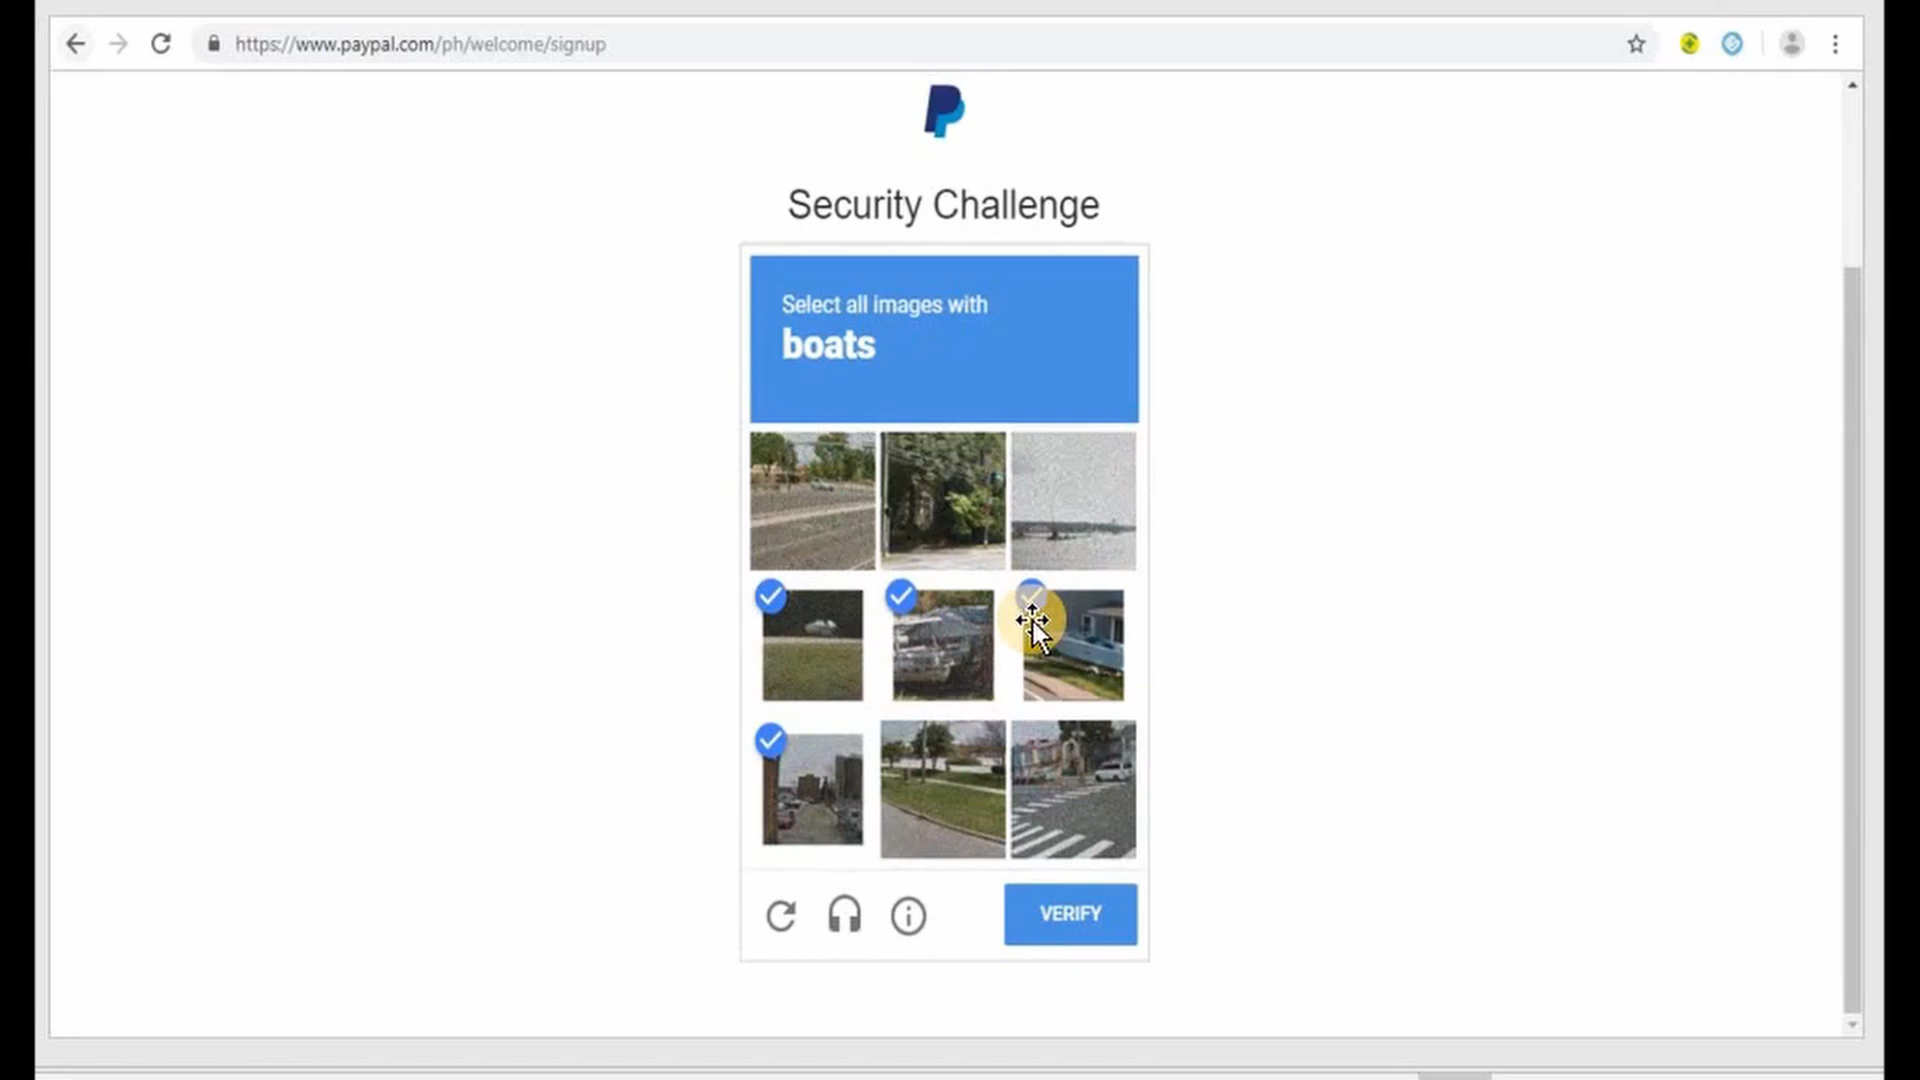 https://www.paypal.com/ph/welcome/signup
Security Challenge
Select all images with
boats
VERIFY